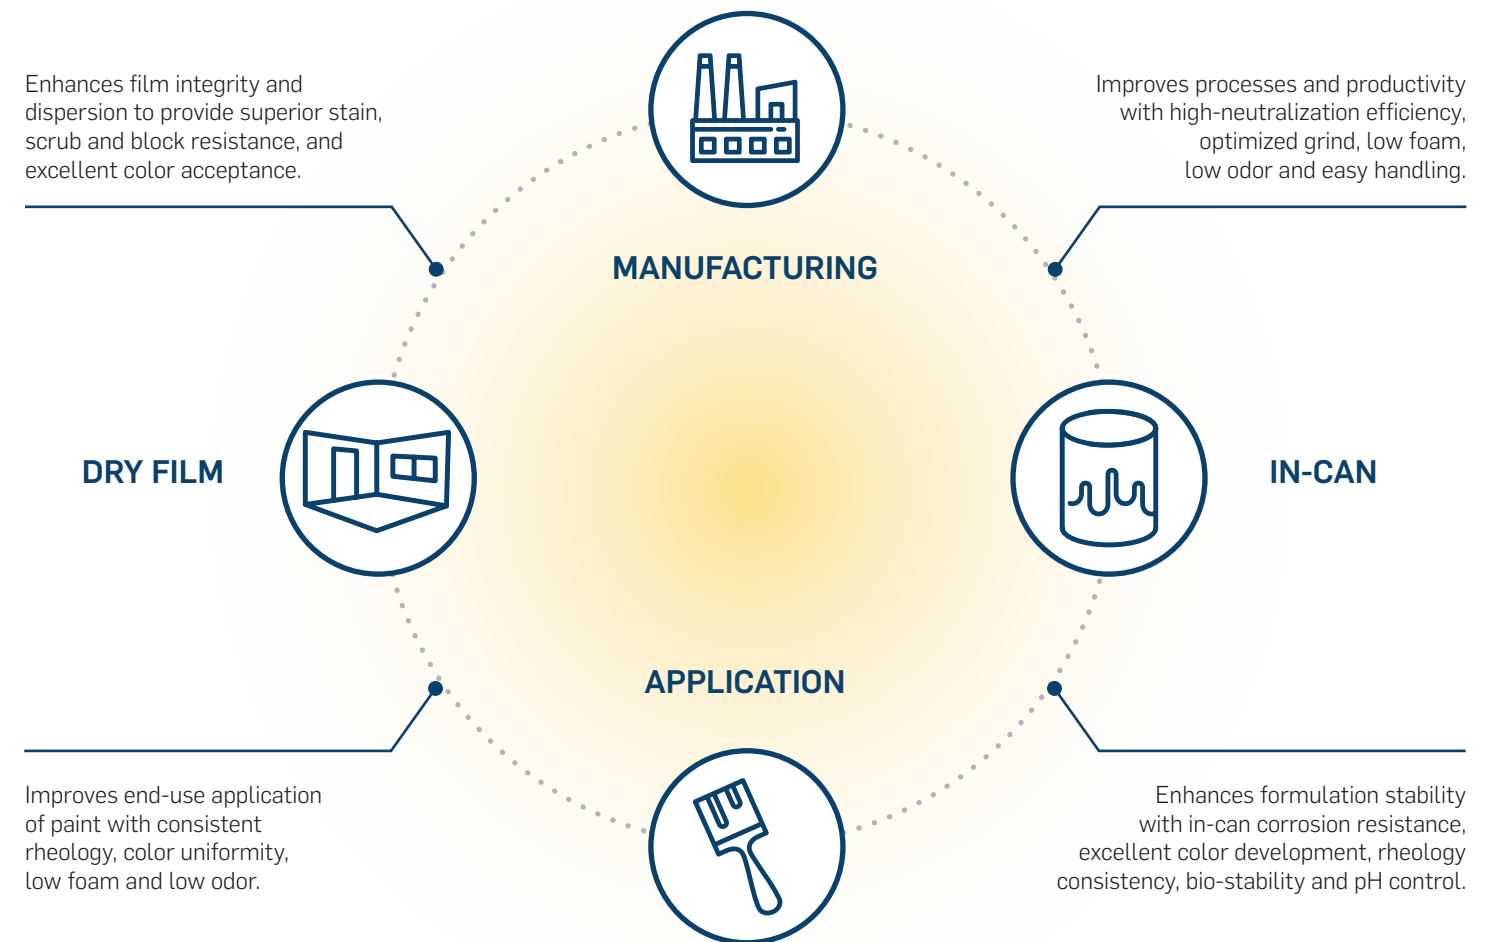 Enhances film integrity and
dispersion to provide superior stain,
scrub and block resistance, and
excellent color acceptance.
Improves processes and productivity
with high-neutralization efficiency,
optimized grind, low foam,
low odor and easy handling.
MANUFACTURING
DRY FILM
IN-CAN
APPLICATION
Improves end-use application
of paint with consistent
rheology, color uniformity,
low foam and low odor.
Enhances formulation stability
with in-can corrosion resistance,
excellent color development, rheology
consistency, bio-stability and pH control.